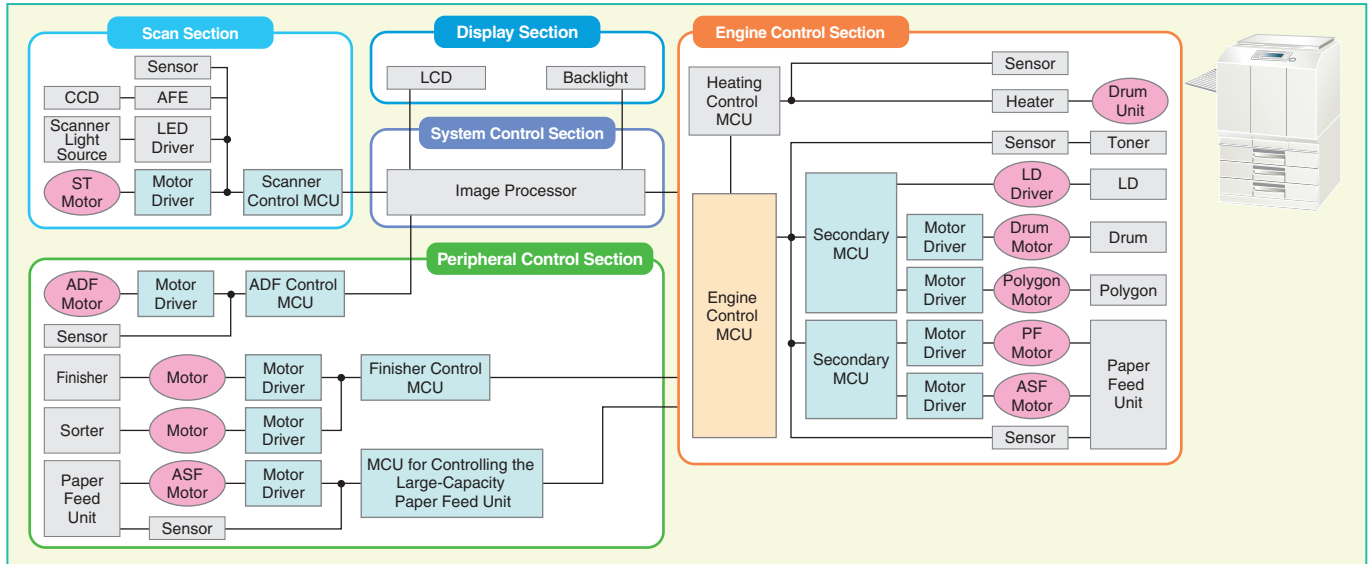 Scan Section
Sensor
CCD
AFE
Scanner
Light
Source
LED
Driver
ST
Motor
Motor
Driver
Scanner
Control MCU
Display Section
LCD
Backlight
System Control Section
Image Processor
Engine Control Section
Heating
Control
MCU
Sensor
Heater
Drum
Unit
Sensor
Toner
Engine
Control
MCU
Secondary
MCU
LD
Driver
LD
Motor
Driver
Drum
Motor
Drum
Motor
Driver
Polygon
Motor
Polygon
Secondary
MCU
Motor
Driver
PF
Motor
Motor
Driver
ASF
Motor
Paper
Feed
Unit
Sensor
Peripheral Control Section
ADF
Motor
Motor
Driver
ADF Control
MCU
Sensor
Finisher
Motor
Motor
Driver
Finisher Control
MCU
Sorter
Motor
Motor
Driver
Paper
Feed
Unit
ASF
Motor
Motor
Driver
MCU for Controlling the
Large-Capacity
Paper Feed Unit
Sensor